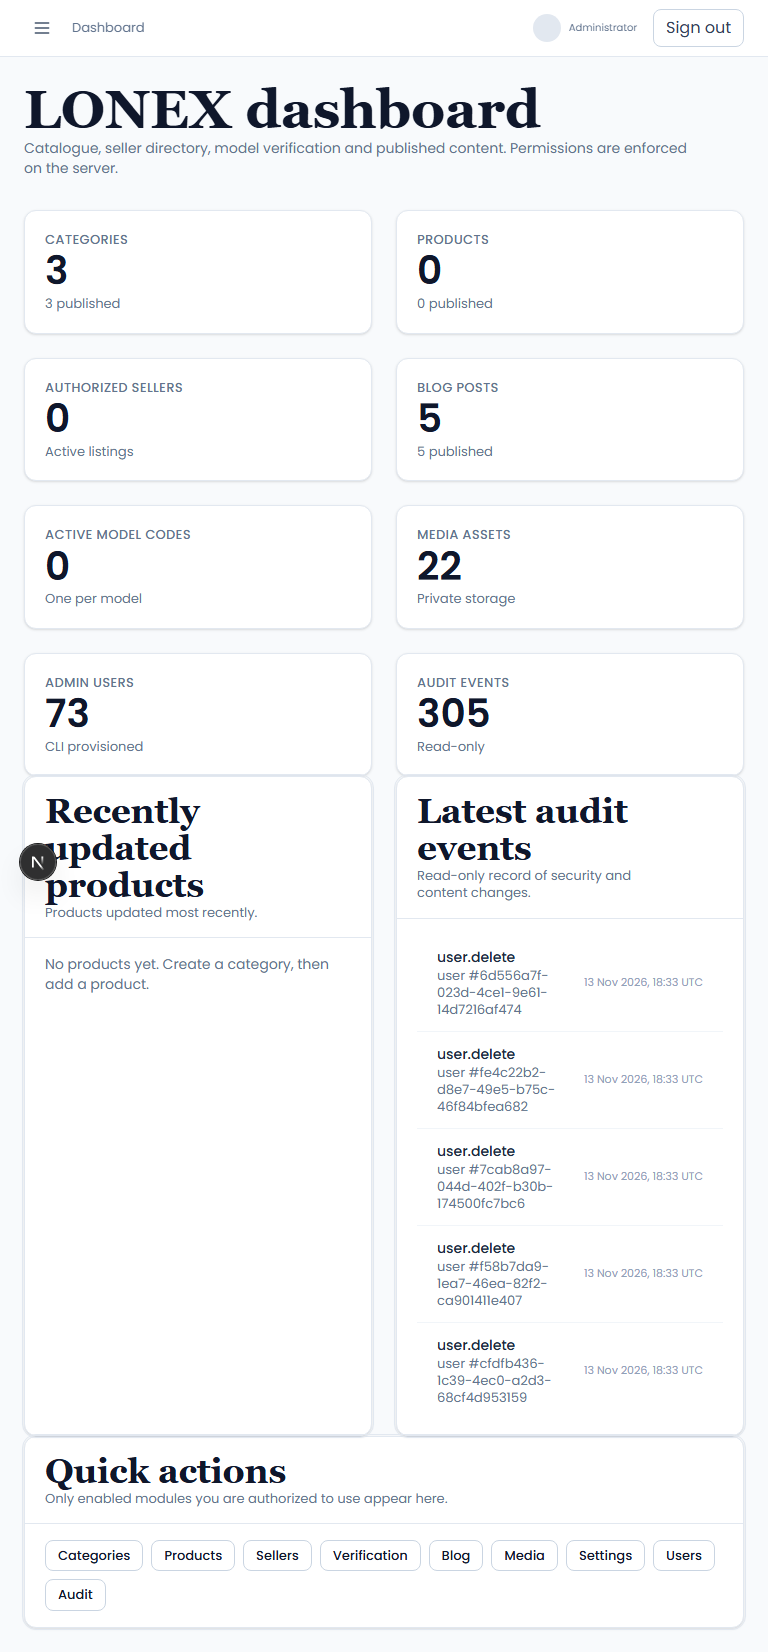 Dashboard
Administrator
Sign out
LONEX dashboard
Catalogue, seller directory, model verification and published content. Permissions are enforced
on the server.
CATEGORIES
3
3 published
PRODUCTS
0
0 published
AUTHORIZED SELLERS
0
Active listings
BLOG POSTS
5
5 published
ACTIVE MODEL CODES
0
One per model
MEDIA ASSETS
22
Private storage
ADMIN USERS
73
CLI provisioned
AUDIT EVENTS
305
Read-only
Recently
updated
products
Products updated most recently.
No products yet. Create a category, then
add a product.
N
Latest audit
events
Read-only record of security and
content changes.
user.delete
user #6d556a7f-
023d-4ce1-9e61-
14d7216af474
13 Nov 2026, 18:33 UTC
user.delete
user #fe4c22b2-
d8e7-49e5-b75c-
46f84bfea682
13 Nov 2026, 18:33 UTC
user.delete
user #7cab8a97-
044d-402f-b30b-
174500fc7bc6
13 Nov 2026, 18:33 UTC
user.delete
user #f58b7da9-
1ea7-46ea-82f2-
ca901411e407
13 Nov 2026, 18:33 UTC
user.delete
user #cfdfb436-
1c39-4ec0-a2d3-
68cf4d953159
13 Nov 2026, 18:33 UTC
Quick actions
Only enabled modules you are authorized to use appear here.
Categories
Products
Sellers
Verification
Blog
Media
Settings
Users
Audit